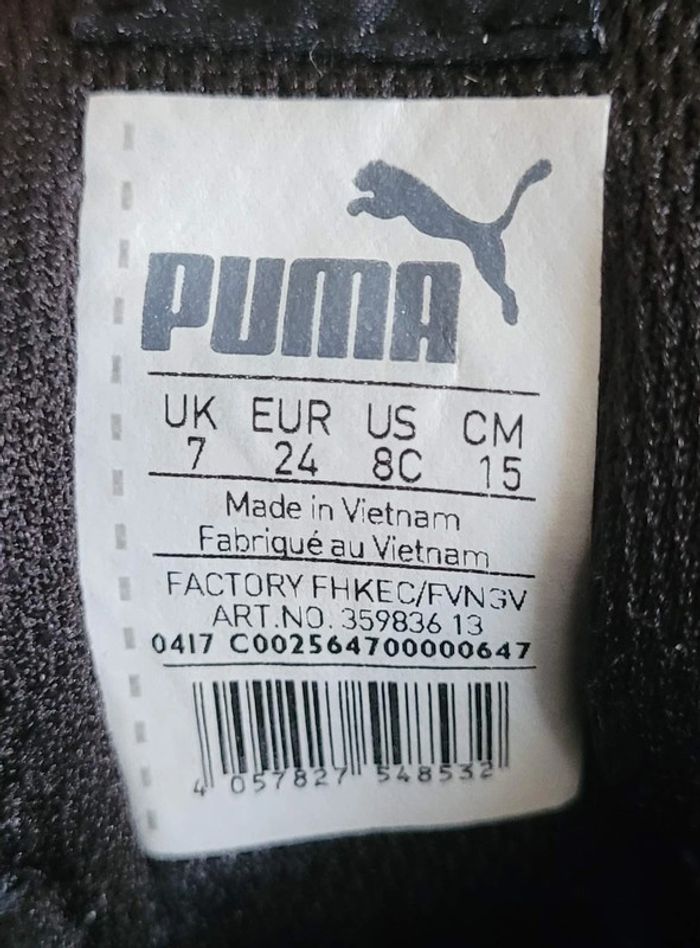 PUMA
UK EUR US CM
7 24 8C 15
Made in Vietnam
Fabriqué au Vietnam
FACTORY FHKEC/FVN3V
ART.NO. 359836 13
0417 C002564700000647
4 057827 548532